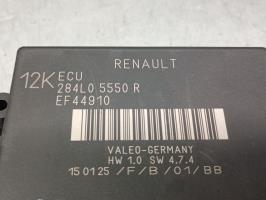 RENAULT
12K ECU
284L0 5550 R
EF44910
VALEO-GERMANY
HW 1.0 SW 4.7.4
150125 /F/B/01/BB